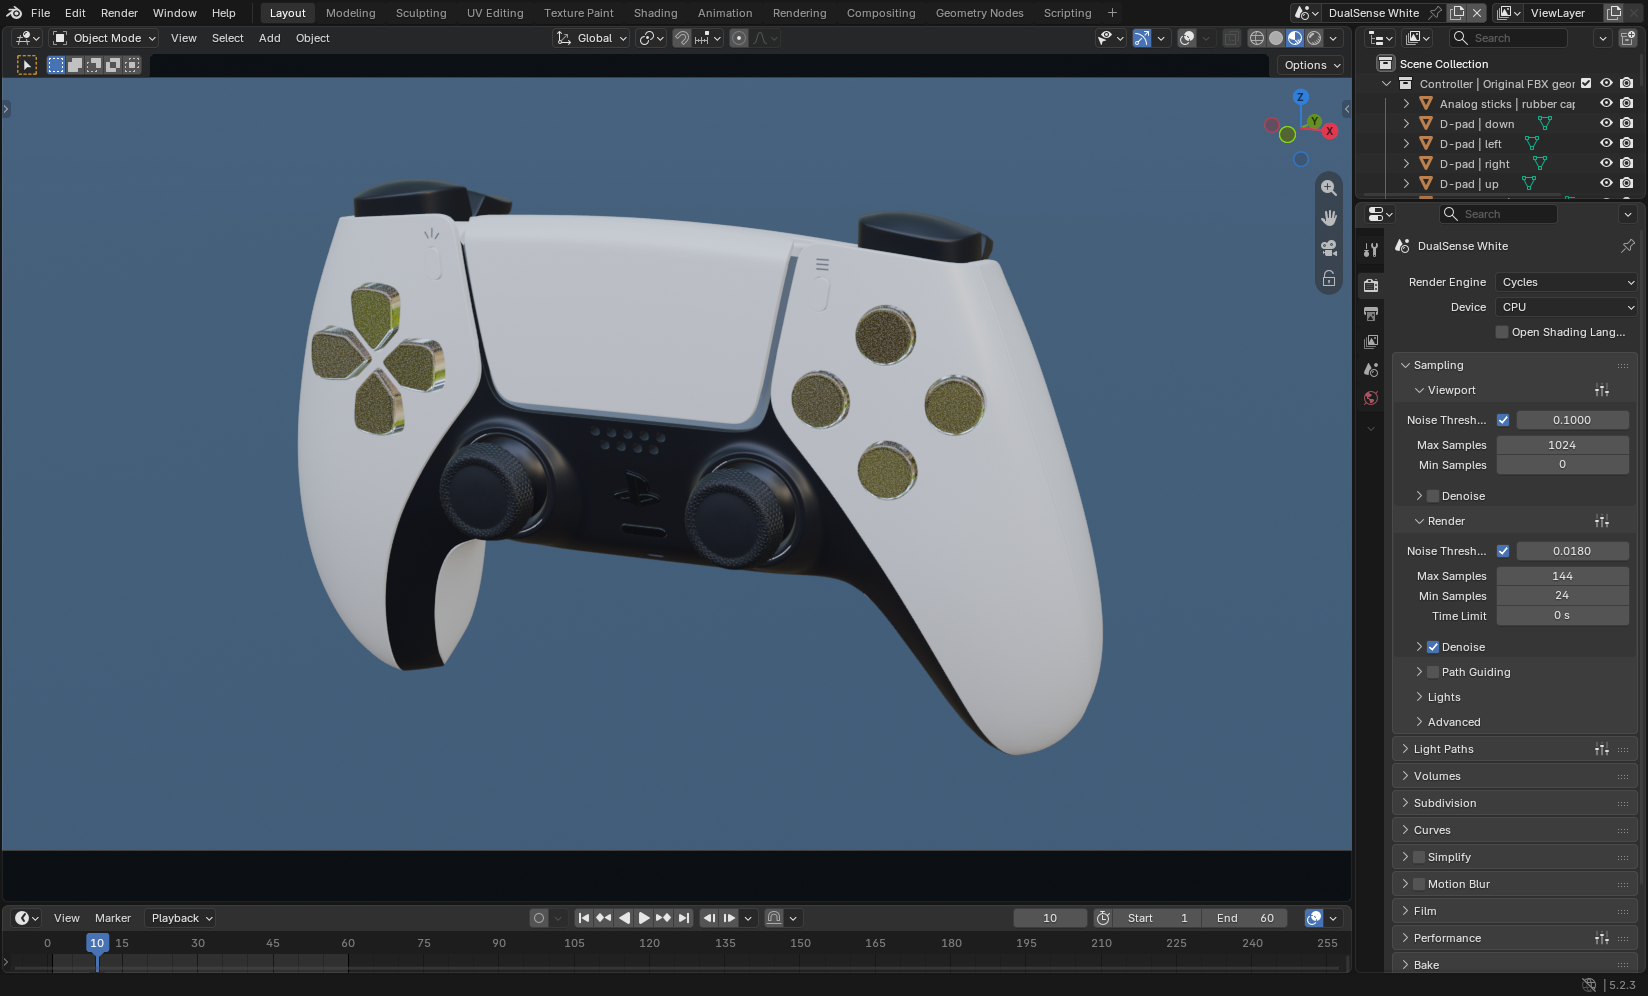 File Edit Render Window Help Layout Modeling Sculpting UV Editing Texture Paint Shading Animation Rendering Compositing Geometry Nodes Scripting + DualSense White ViewLayer
Object Mode View Select Add Object Global Search
Options
Z
Y
X
Scene Collection
Controller | Original FBX geor
Analog sticks | rubber cap
D-pad | down
D-pad | left
D-pad | right
D-pad | up
Search
DualSense White
Render Engine Cycles
Device CPU
Open Shading Lang...
Sampling
Viewport
Noise Thresh... 0.1000
Max Samples 1024
Min Samples 0
Denoise
Render
Noise Thresh... 0.0180
Max Samples 144
Min Samples 24
Time Limit 0 s
Denoise
Path Guiding
Lights
Advanced
Light Paths
Volumes
Subdivision
Curves
Simplify
Motion Blur
Film
Performance
Bake
View Marker Playback 10 Start 1 End 60
0 10 15 30 45 60 75 90 105 120 135 150 165 180 195 210 225 240 255
5.2.3